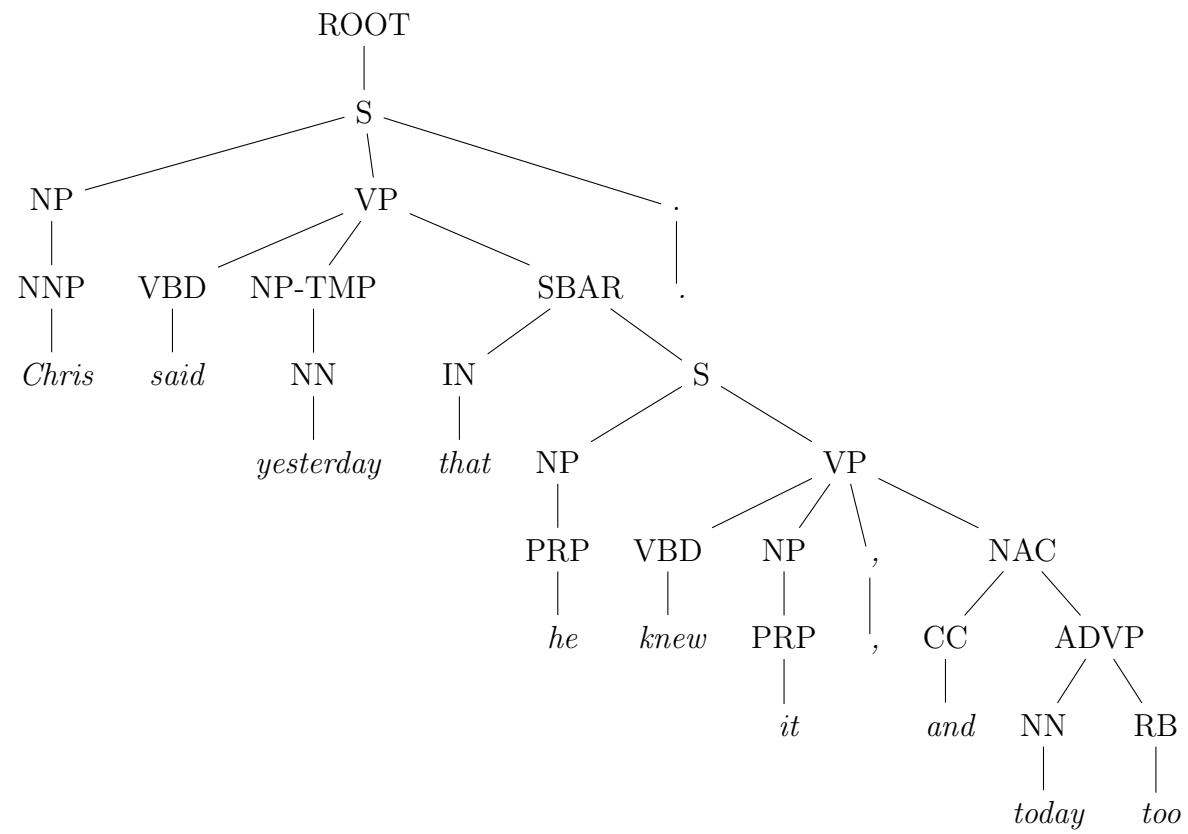 ROOT
S
NP VP .
NNP VBD NP-TMP SBAR .
Chris said NN IN S
yesterday that NP VP
PRP VBD NP , NAC
he knew PRP , CC ADVP
it and NN RB
today too